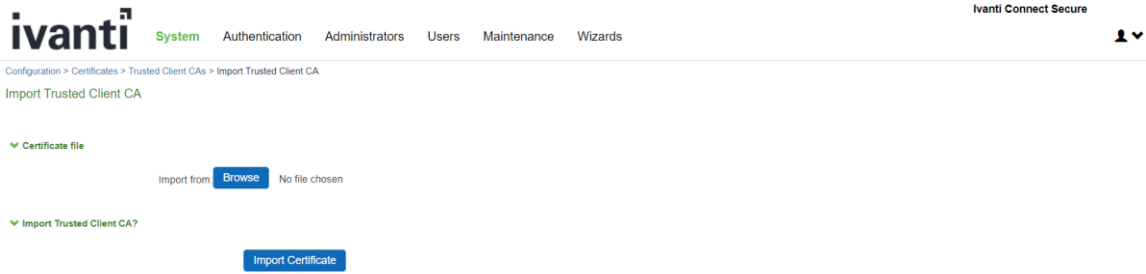 Ivanti Connect Secure
ivanti
System Authentication Administrators Users Maintenance Wizards
Configuration > Certificates > Trusted Client CAs > Import Trusted Client CA
Import Trusted Client CA
Certificate file
Import from: Browse No file chosen
Import Trusted Client CA?
Import Certificate